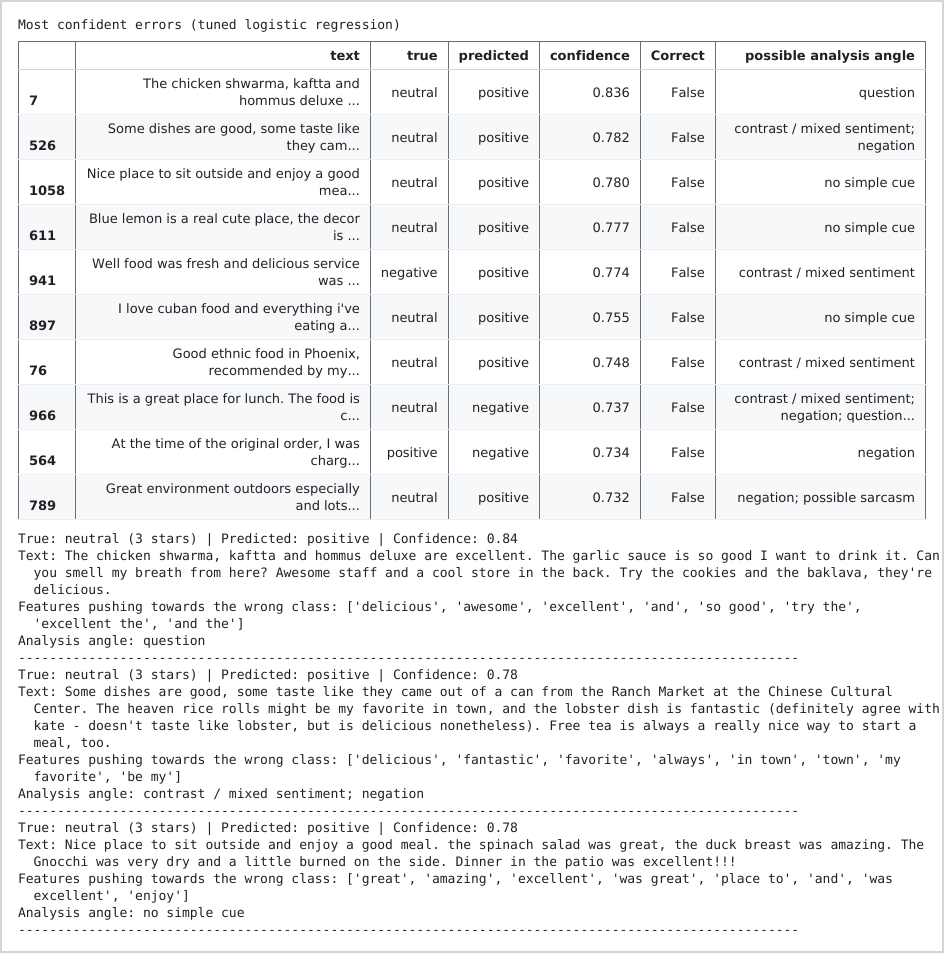 Most confident errors (tuned logistic regression)
text true predicted confidence Correct possible analysis angle
7 The chicken shwarma, kaftta and hommus deluxe ... neutral positive 0.836 False question
526 Some dishes are good, some taste like they cam... neutral positive 0.782 False contrast / mixed sentiment; negation
1058 Nice place to sit outside and enjoy a good mea... neutral positive 0.780 False no simple cue
611 Blue lemon is a real cute place, the decor is ... neutral positive 0.777 False no simple cue
941 Well food was fresh and delicious service was ... negative positive 0.774 False contrast / mixed sentiment
897 I love cuban food and everything i've eating a... neutral positive 0.755 False no simple cue
76 Good ethnic food in Phoenix, recommended by my... neutral positive 0.748 False contrast / mixed sentiment
966 This is a great place for lunch. The food is c... neutral negative 0.737 False contrast / mixed sentiment; negation; question...
564 At the time of the original order, I was charg... positive negative 0.734 False negation
789 Great environment outdoors especially and lots... neutral positive 0.732 False negation; possible sarcasm
True: neutral (3 stars) | Predicted: positive | Confidence: 0.84
Text: The chicken shwarma, kaftta and hommus deluxe are excellent. The garlic sauce is so good I want to drink it. Can
you smell my breath from here? Awesome staff and a cool store in the back. Try the cookies and the baklava, they're
delicious.
Features pushing towards the wrong class: ['delicious', 'awesome', 'excellent', 'and', 'so good', 'try the',
'excellent the', 'and the']
Analysis angle: question
----------------------------------------------------------------------------------------------------
True: neutral (3 stars) | Predicted: positive | Confidence: 0.78
Text: Some dishes are good, some taste like they came out of a can from the Ranch Market at the Chinese Cultural
Center. The heaven rice rolls might be my favorite in town, and the lobster dish is fantastic (definitely agree with
kate - doesn't taste like lobster, but is delicious nonetheless). Free tea is always a really nice way to start a
meal, too.
Features pushing towards the wrong class: ['delicious', 'fantastic', 'favorite', 'always', 'in town', 'town', 'my
favorite', 'be my']
Analysis angle: contrast / mixed sentiment; negation
----------------------------------------------------------------------------------------------------
True: neutral (3 stars) | Predicted: positive | Confidence: 0.78
Text: Nice place to sit outside and enjoy a good meal. the spinach salad was great, the duck breast was amazing. The
Gnocchi was very dry and a little burned on the side. Dinner in the patio was excellent!!!
Features pushing towards the wrong class: ['great', 'amazing', 'excellent', 'was great', 'place to', 'and', 'was
excellent', 'enjoy']
Analysis angle: no simple cue
----------------------------------------------------------------------------------------------------